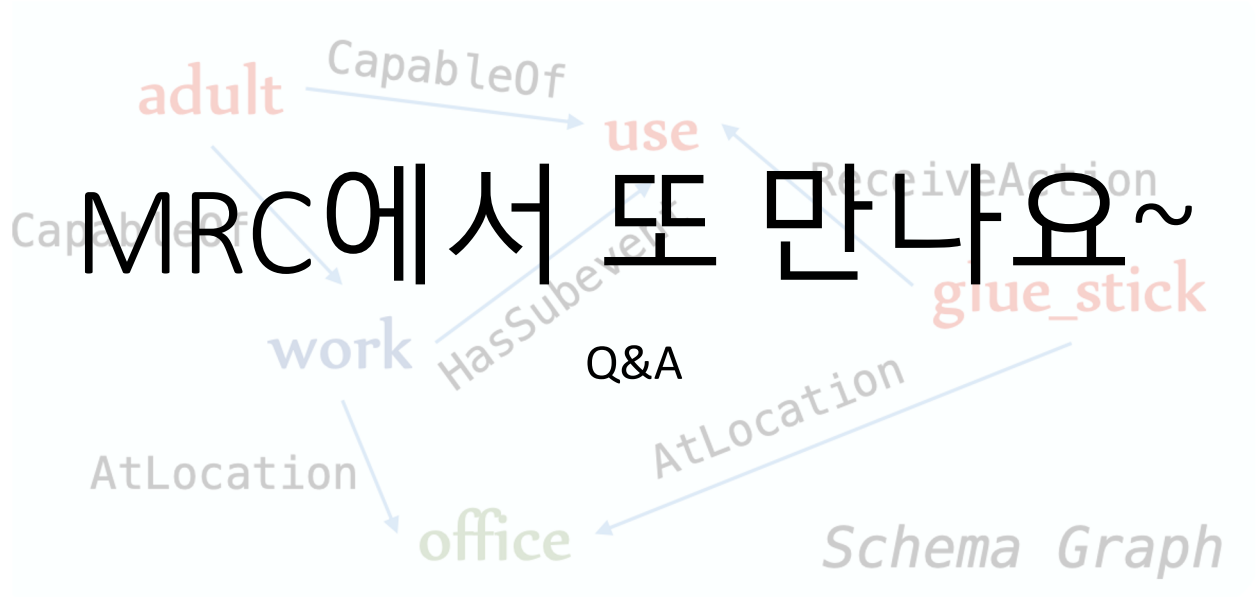 CapableOf
adult
use
ReceiveAction
MRC에서 또 만나요~
CapableOf
HasSubevent
glue_stick
work
Q&A
AtLocation
AtLocation
office
Schema Graph